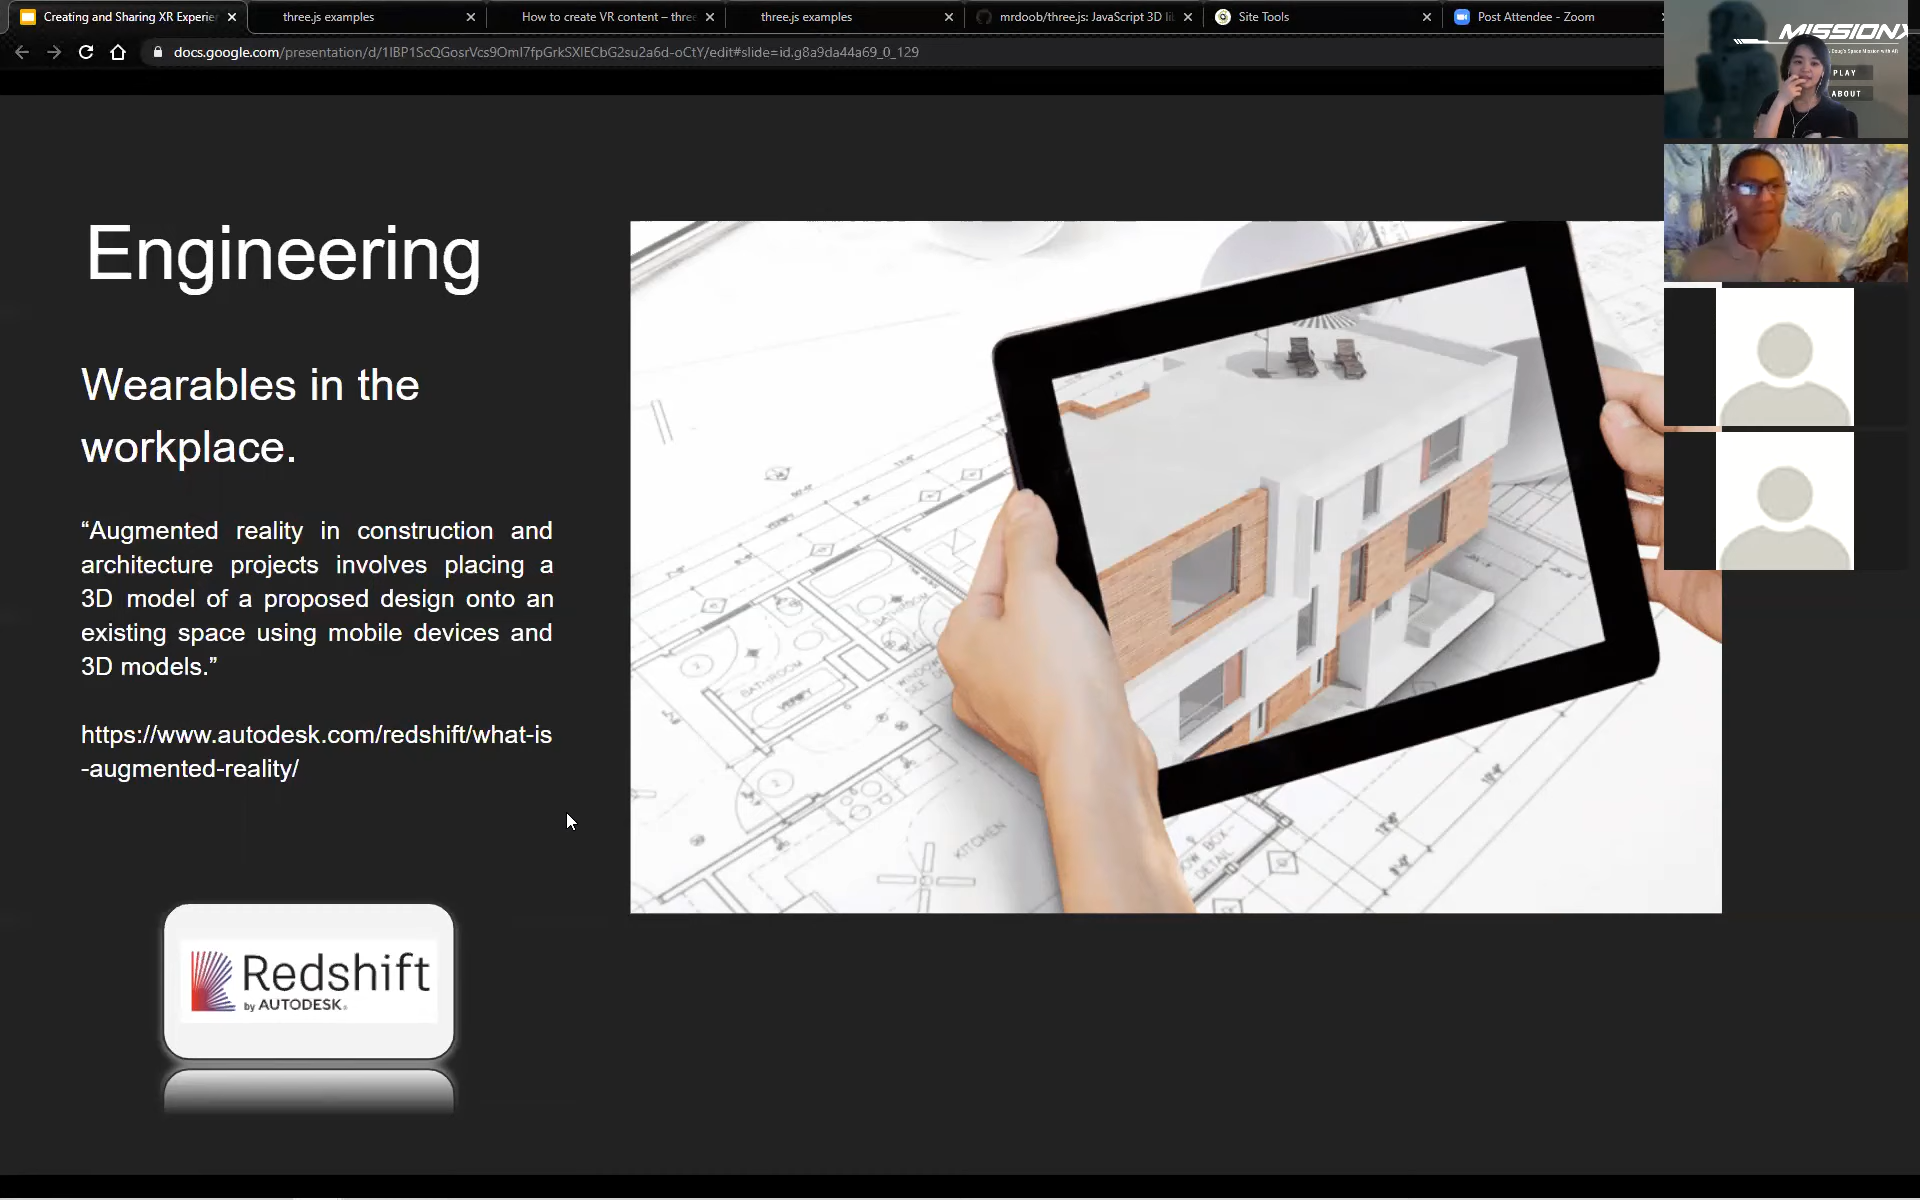 Creating and Sharing XR Experie
three.js examples
How to create VR content – three
three.js examples
mrdoob/three.js: JavaScript 3D li
Site Tools
Post Attendee - Zoom
docs.google.com/presentation/d/1IBP1ScQGosrVcs9OmI7fpGrkSXIECbG2su2a6d-oCtY/edit#slide=id.g8a9da44a69_0_129
MISSIONX
PLAY
ABOUT
Engineering
Wearables in the
workplace.
“Augmented reality in construction and
architecture projects involves placing a
3D model of a proposed design onto an
existing space using mobile devices and
3D models.”
https://www.autodesk.com/redshift/what-is
-augmented-reality/
Redshift
by AUTODESK.
BATHROOM
VERIFY
KITCHEN